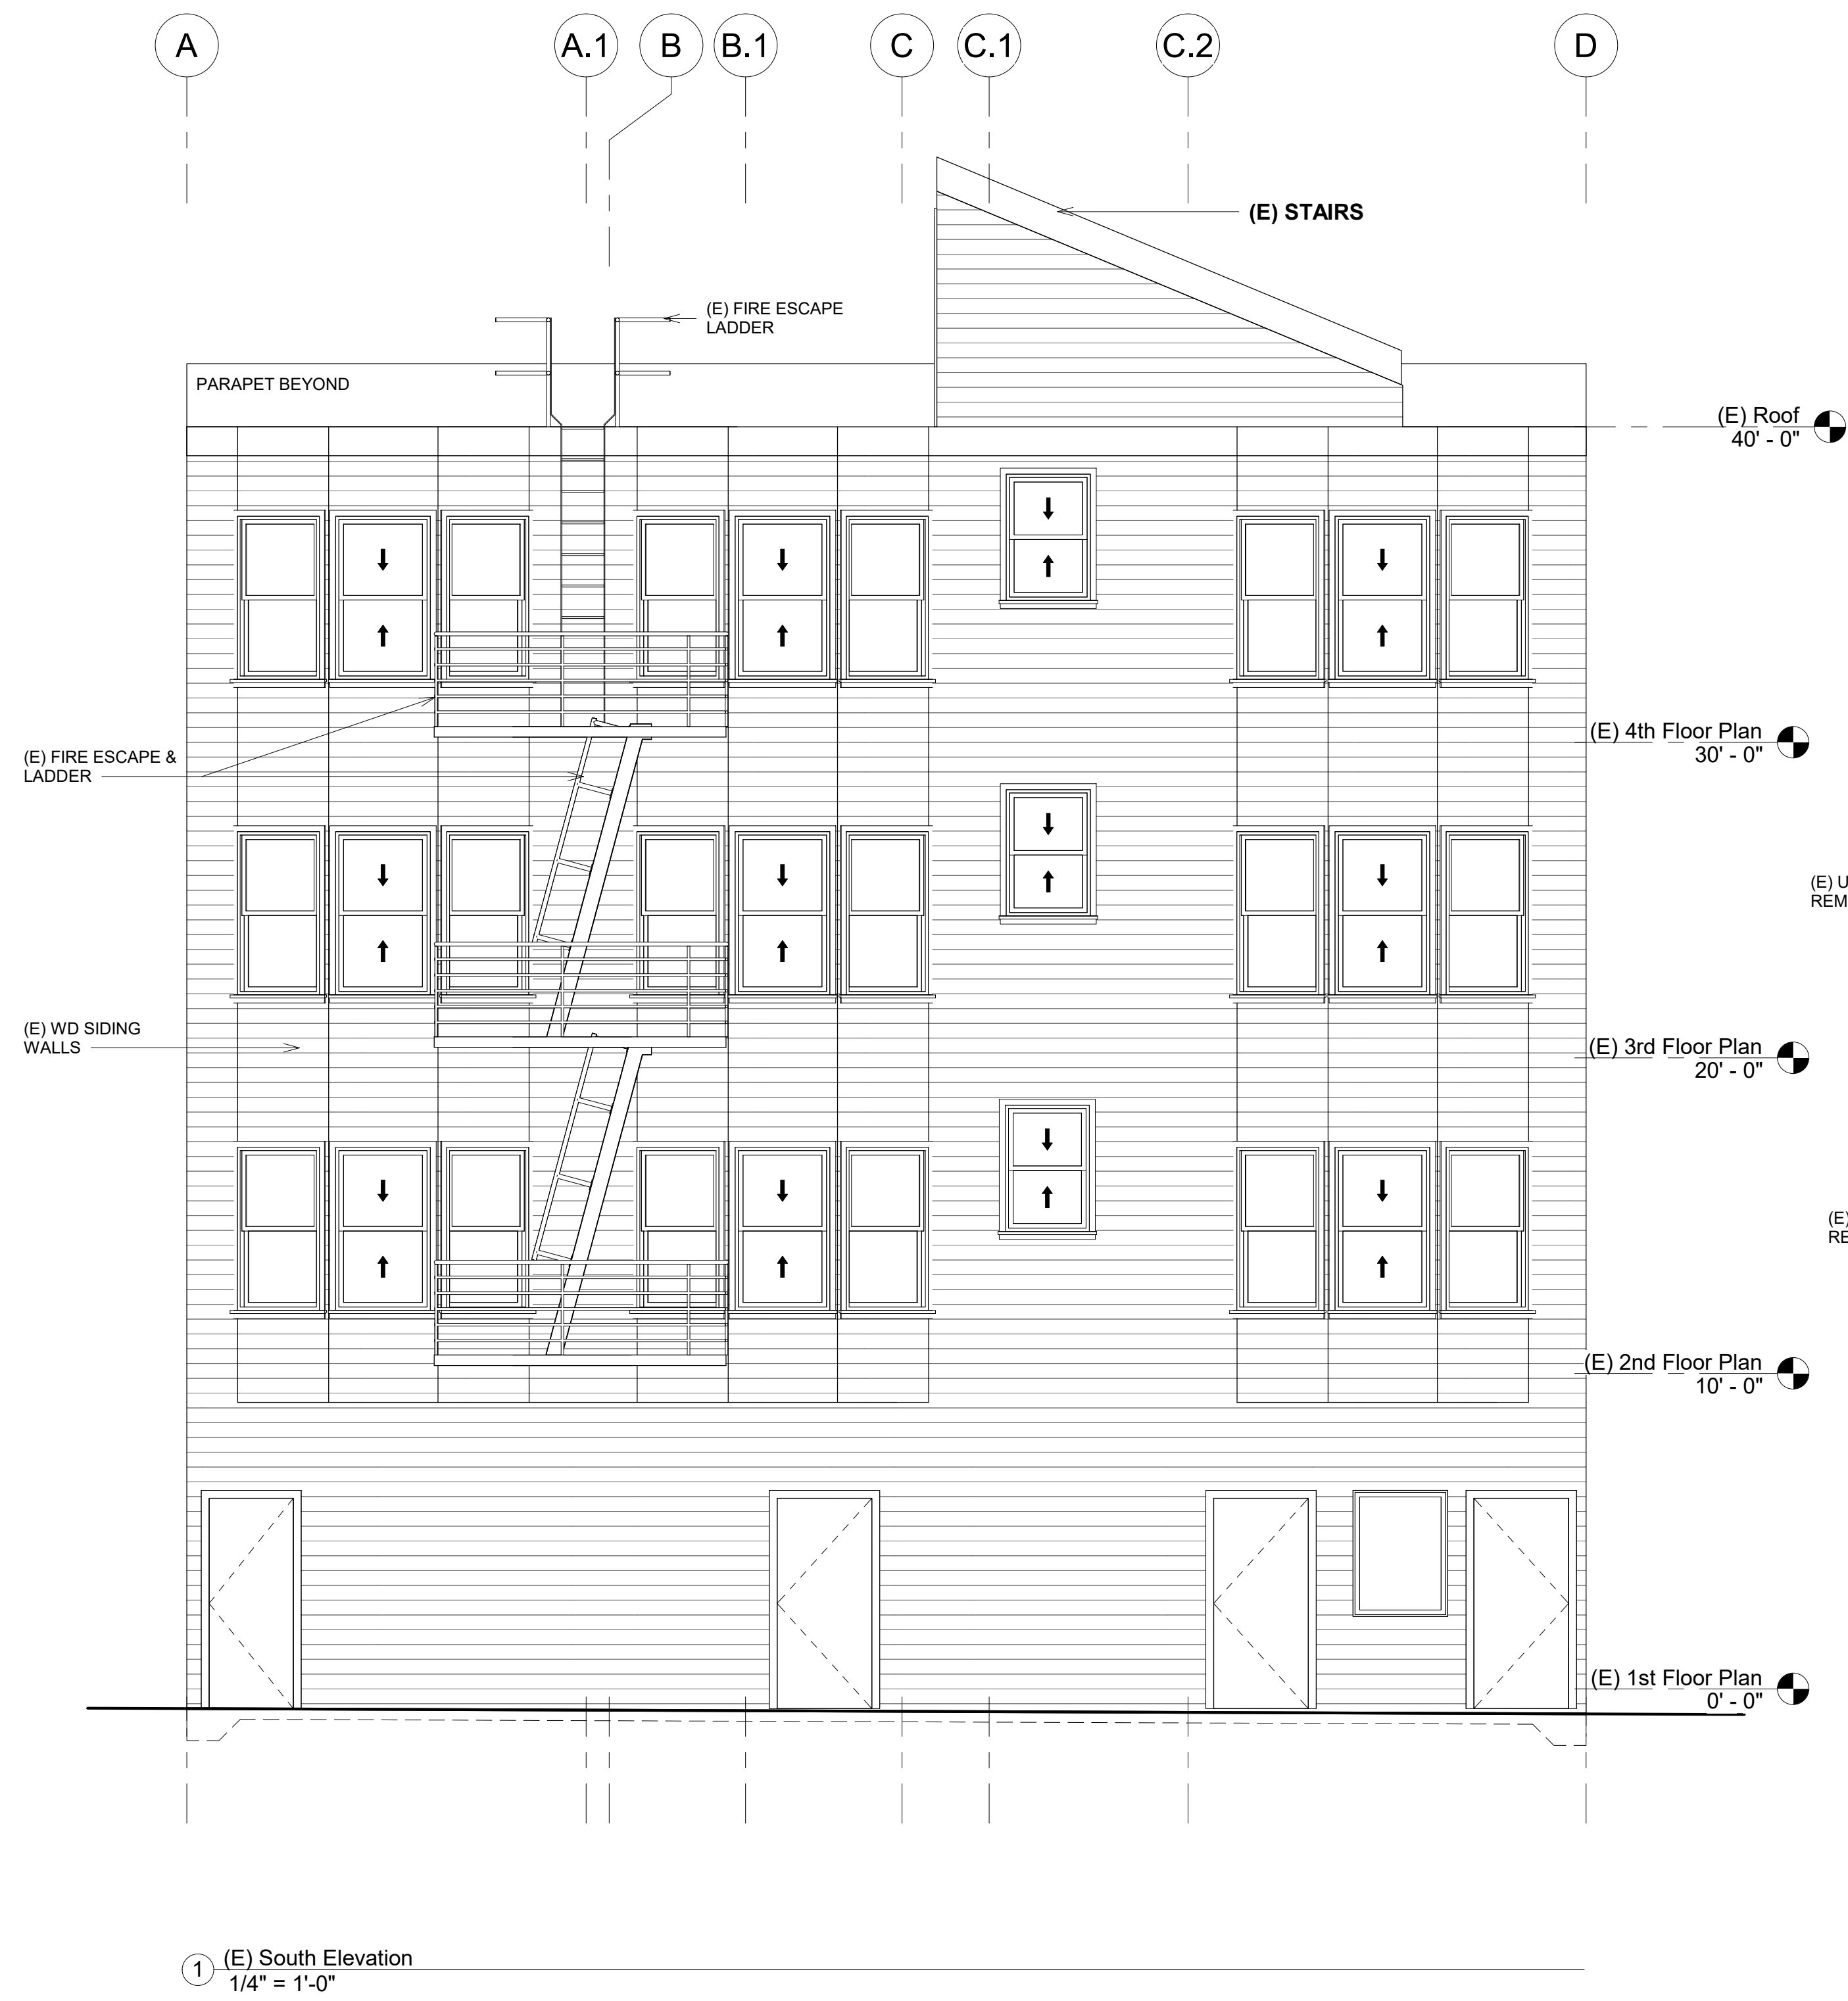 A
A.1
B
B.1
C
C.1
C.2
D
(E) STAIRS
(E) FIRE ESCAPE
LADDER
PARAPET BEYOND
(E) Roof
40' - 0"
(E) 4th Floor Plan
30' - 0"
(E) FIRE ESCAPE &
LADDER
(E) U
REM
(E) WD SIDING
WALLS
(E) 3rd Floor Plan
20' - 0"
(E)
RE
(E) 2nd Floor Plan
10' - 0"
(E) 1st Floor Plan
0' - 0"
1
(E) South Elevation
1/4" = 1'-0"